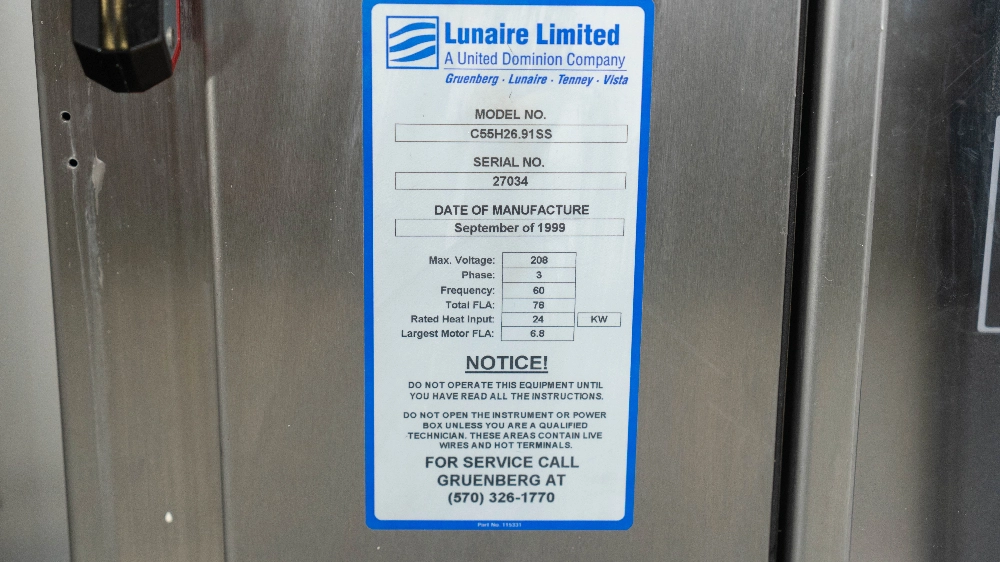 Lunaire Limited
A United Dominion Company
Gruenberg · Lunaire · Tenney · Vista
MODEL NO.
C55H26.91SS
SERIAL NO.
27034
DATE OF MANUFACTURE
September of 1999
Max. Voltage: 208
Phase: 3
Frequency: 60
Total FLA: 78
Rated Heat Input: 24 KW
Largest Motor FLA: 6.8
NOTICE!
DO NOT OPERATE THIS EQUIPMENT UNTIL
YOU HAVE READ ALL THE INSTRUCTIONS.
DO NOT OPEN THE INSTRUMENT OR POWER
BOX UNLESS YOU ARE A QUALIFIED
TECHNICIAN. THESE AREAS CONTAIN LIVE
WIRES AND HOT TERMINALS.
FOR SERVICE CALL
GRUENBERG AT
(570) 326-1770
Part No.